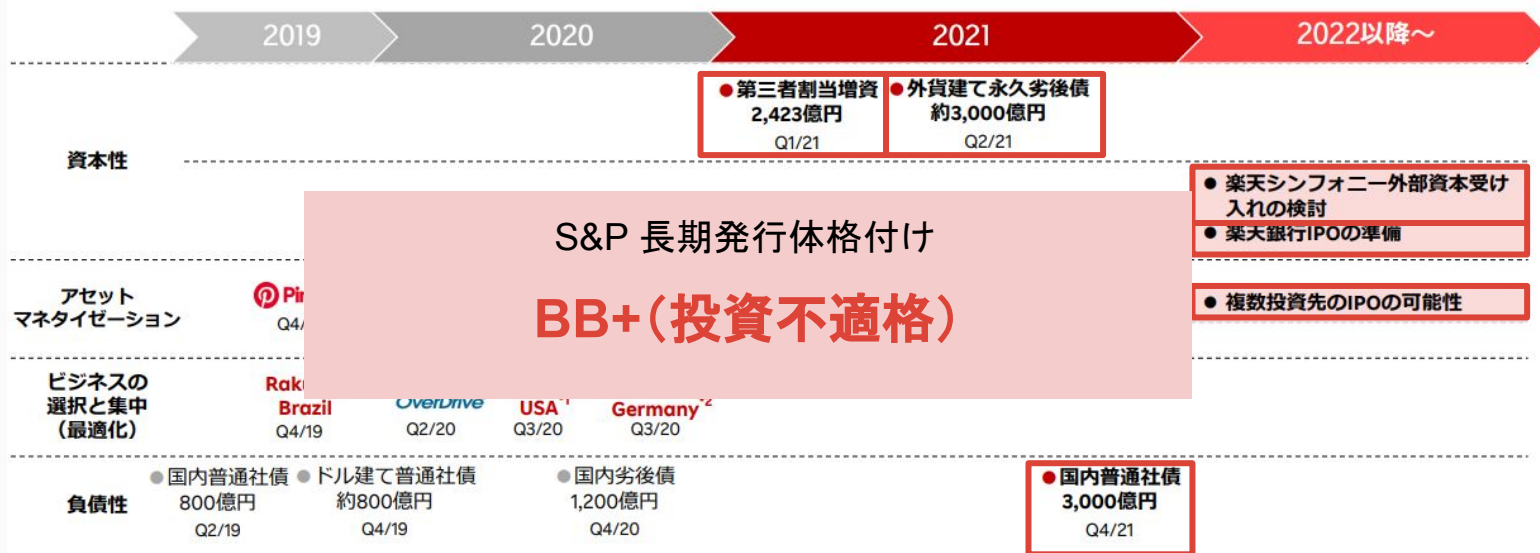 2019
2020
2021
2022以降～
資本性
●第三者割当増資
2,423億円
Q1/21
●外貨建て永久劣後債
約3,000億円
Q2/21
● 楽天シンフォニー外部資本受け
入れの検討
● 楽天銀行IPOの準備
S&P 長期発行体格付け
BB+（投資不適格）
アセット
マネタイゼーション
Pi
Q4/
● 複数投資先のIPOの可能性
ビジネスの
選択と集中
（最適化）
Rak
Brazil
Q4/19
OverDrive
Q2/20
USA*1
Q3/20
Germany*2
Q3/20
負債性
●国内普通社債
800億円
Q2/19
●ドル建て普通社債
約800億円
Q4/19
●国内劣後債
1,200億円
Q4/20
●国内普通社債
3,000億円
Q4/21